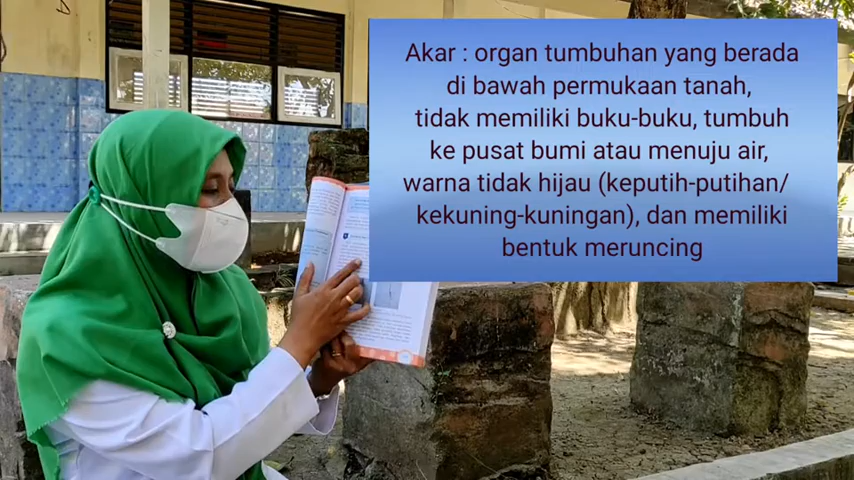 Akar : organ tumbuhan yang berada
di bawah permukaan tanah,
tidak memiliki buku-buku, tumbuh
ke pusat bumi atau menuju air,
warna tidak hijau (keputih-putihan/
kekuning-kuningan), dan memiliki
bentuk meruncing